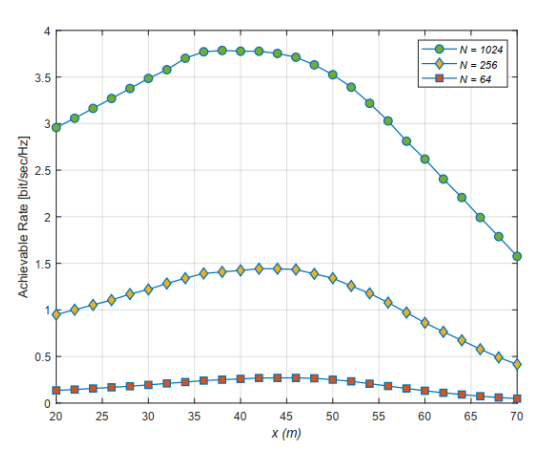 4
3.5
3
2.5
2
1.5
1
0.5
0
20 25 30 35 40 45 50 55 60 65 70
x (m)
Achievable Rate [bit/sec/Hz]
N = 1024
N = 256
N = 64